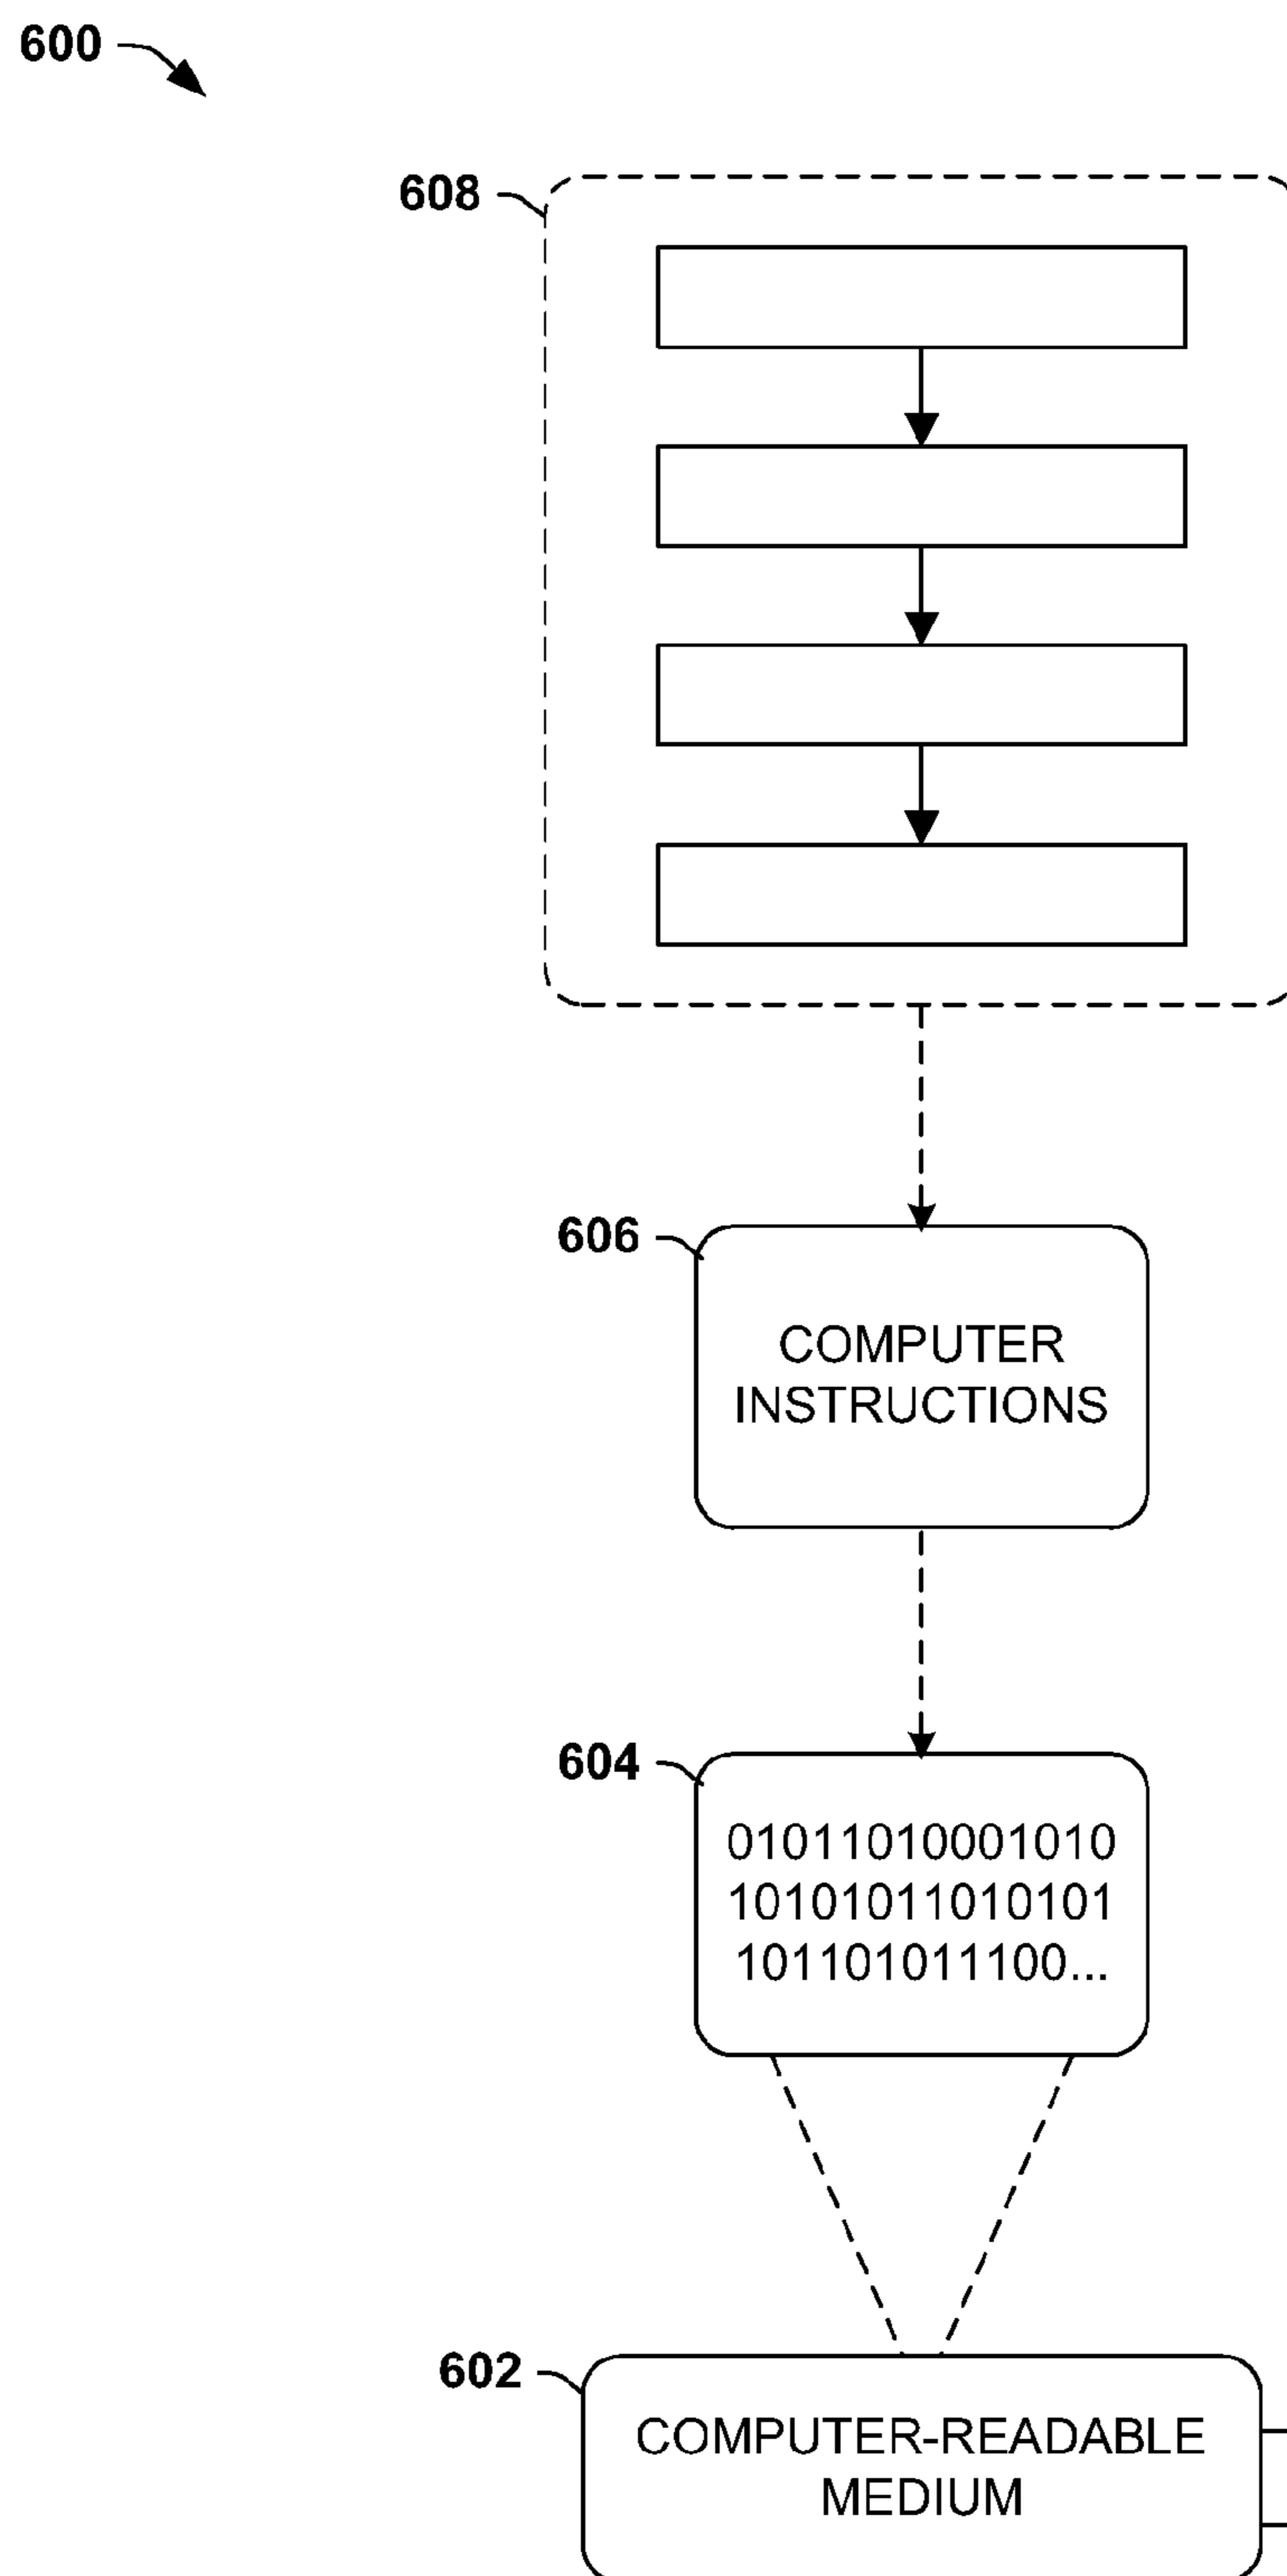 600
608
606
COMPUTER
INSTRUCTIONS
604
01011010001010
10101011010101
101101011100...
602
COMPUTER-READABLE
MEDIUM